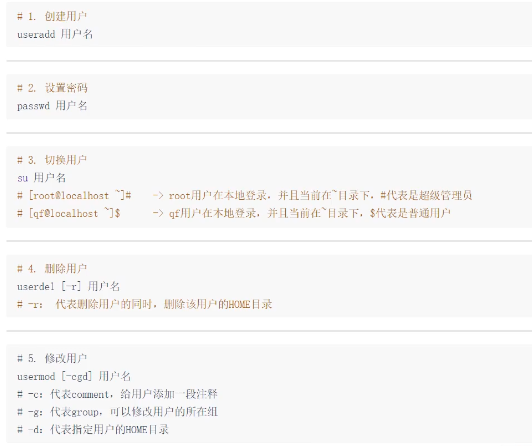 # 1. 创建用户
useradd 用户名
# 2. 设置密码
passwd 用户名
# 3. 切换用户
su 用户名
# [root@localhost ~]#    -> root用户在本地登录，并且当前在~目录下，#代表是超级管理员
# [qf@localhost ~]$      -> qf用户在本地登录，并且当前在~目录下，$代表是普通用户
# 4. 删除用户
userdel [-r] 用户名
# -r： 代表删除用户的同时，删除该用户的HOME目录
# 5. 修改用户
usermod [-cgd] 用户名
# -c：代表comment，给用户添加一段注释
# -g：代表group，可以修改用户的所在组
# -d：代表指定用户的HOME目录